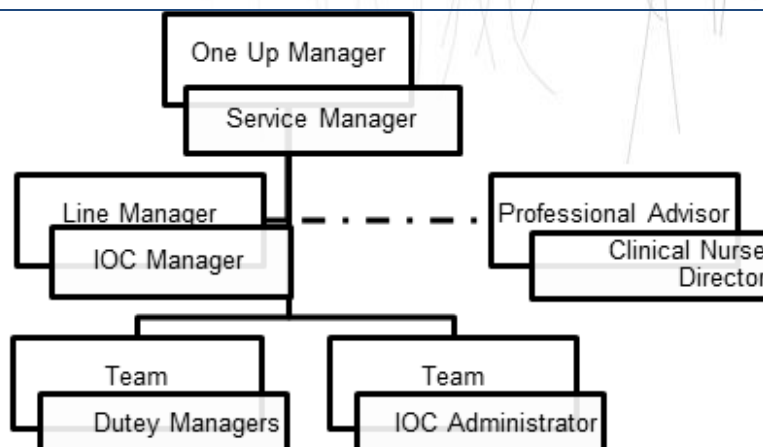 One Up Manager
Service Manager
Line Manager
Professional Advisor
IOC Manager
Clinical Nurse
Director
Team
Team
Dutey Managers
IOC Administrator